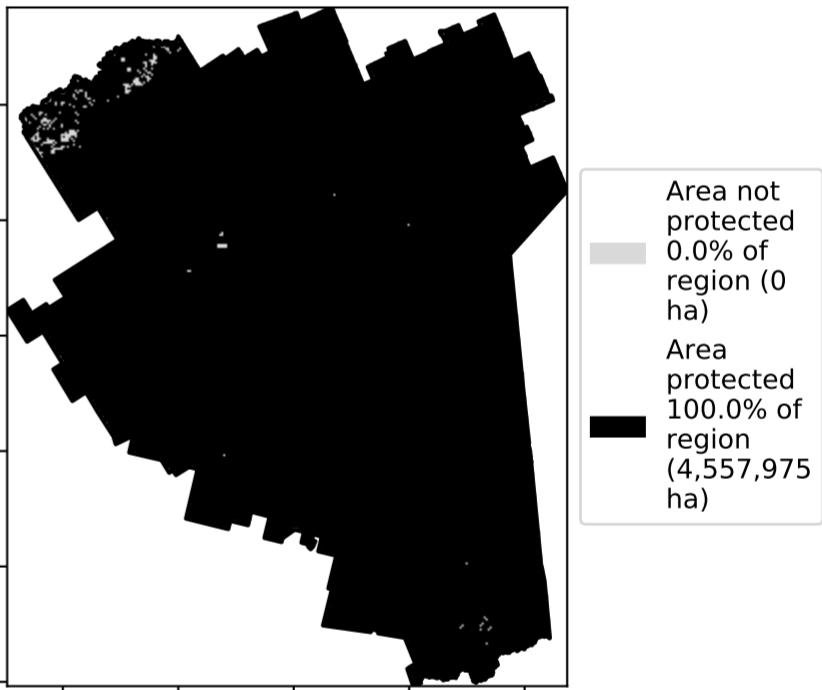 Area not
protected
0.0% of
region (0
ha)
Area
protected
100.0% of
region
(4,557,975
ha)